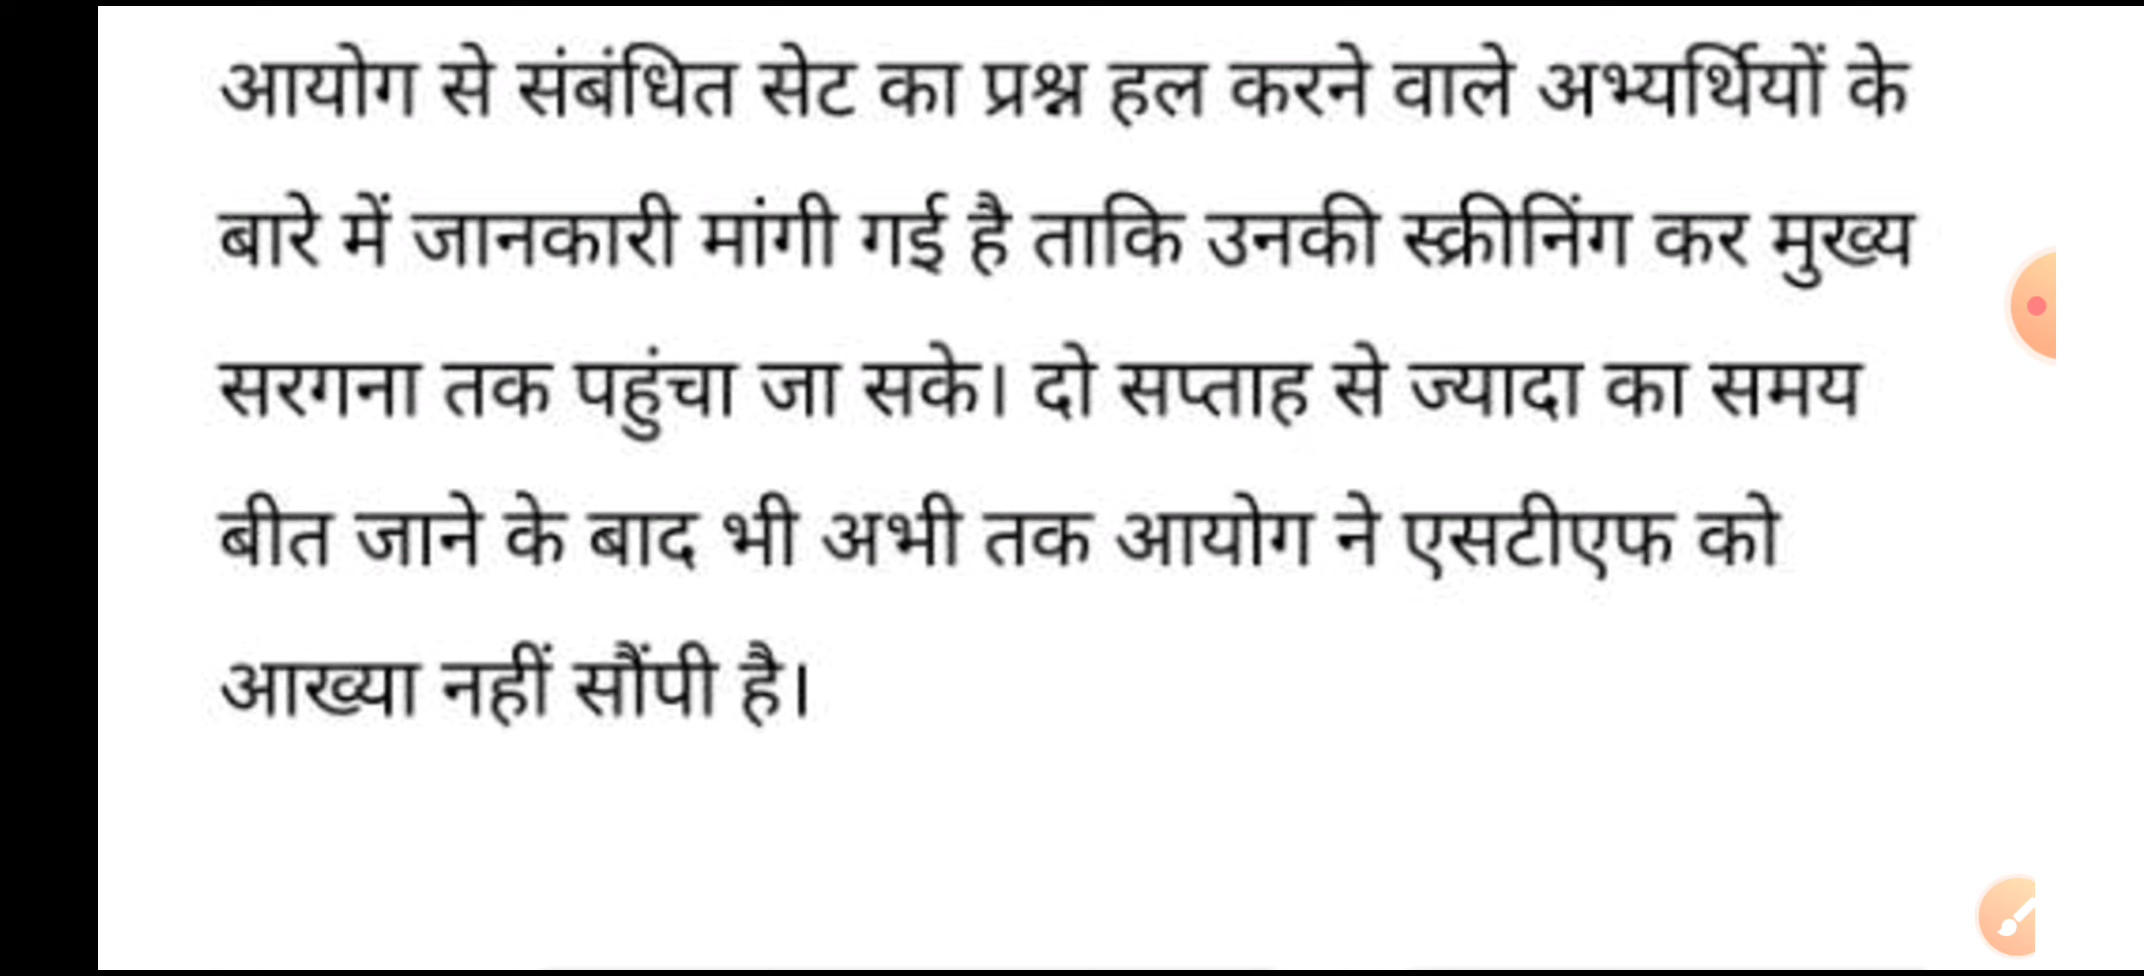 आयोग से संबंधित सेट का प्रश्न हल करने वाले अभ्यर्थियों के
बारे में जानकारी मांगी गई है ताकि उनकी स्क्रीनिंग कर मुख्य
सरगना तक पहुंचा जा सके। दो सप्ताह से ज्यादा का समय
बीत जाने के बाद भी अभी तक आयोग ने एसटीएफ को
आख्या नहीं सौंपी है।